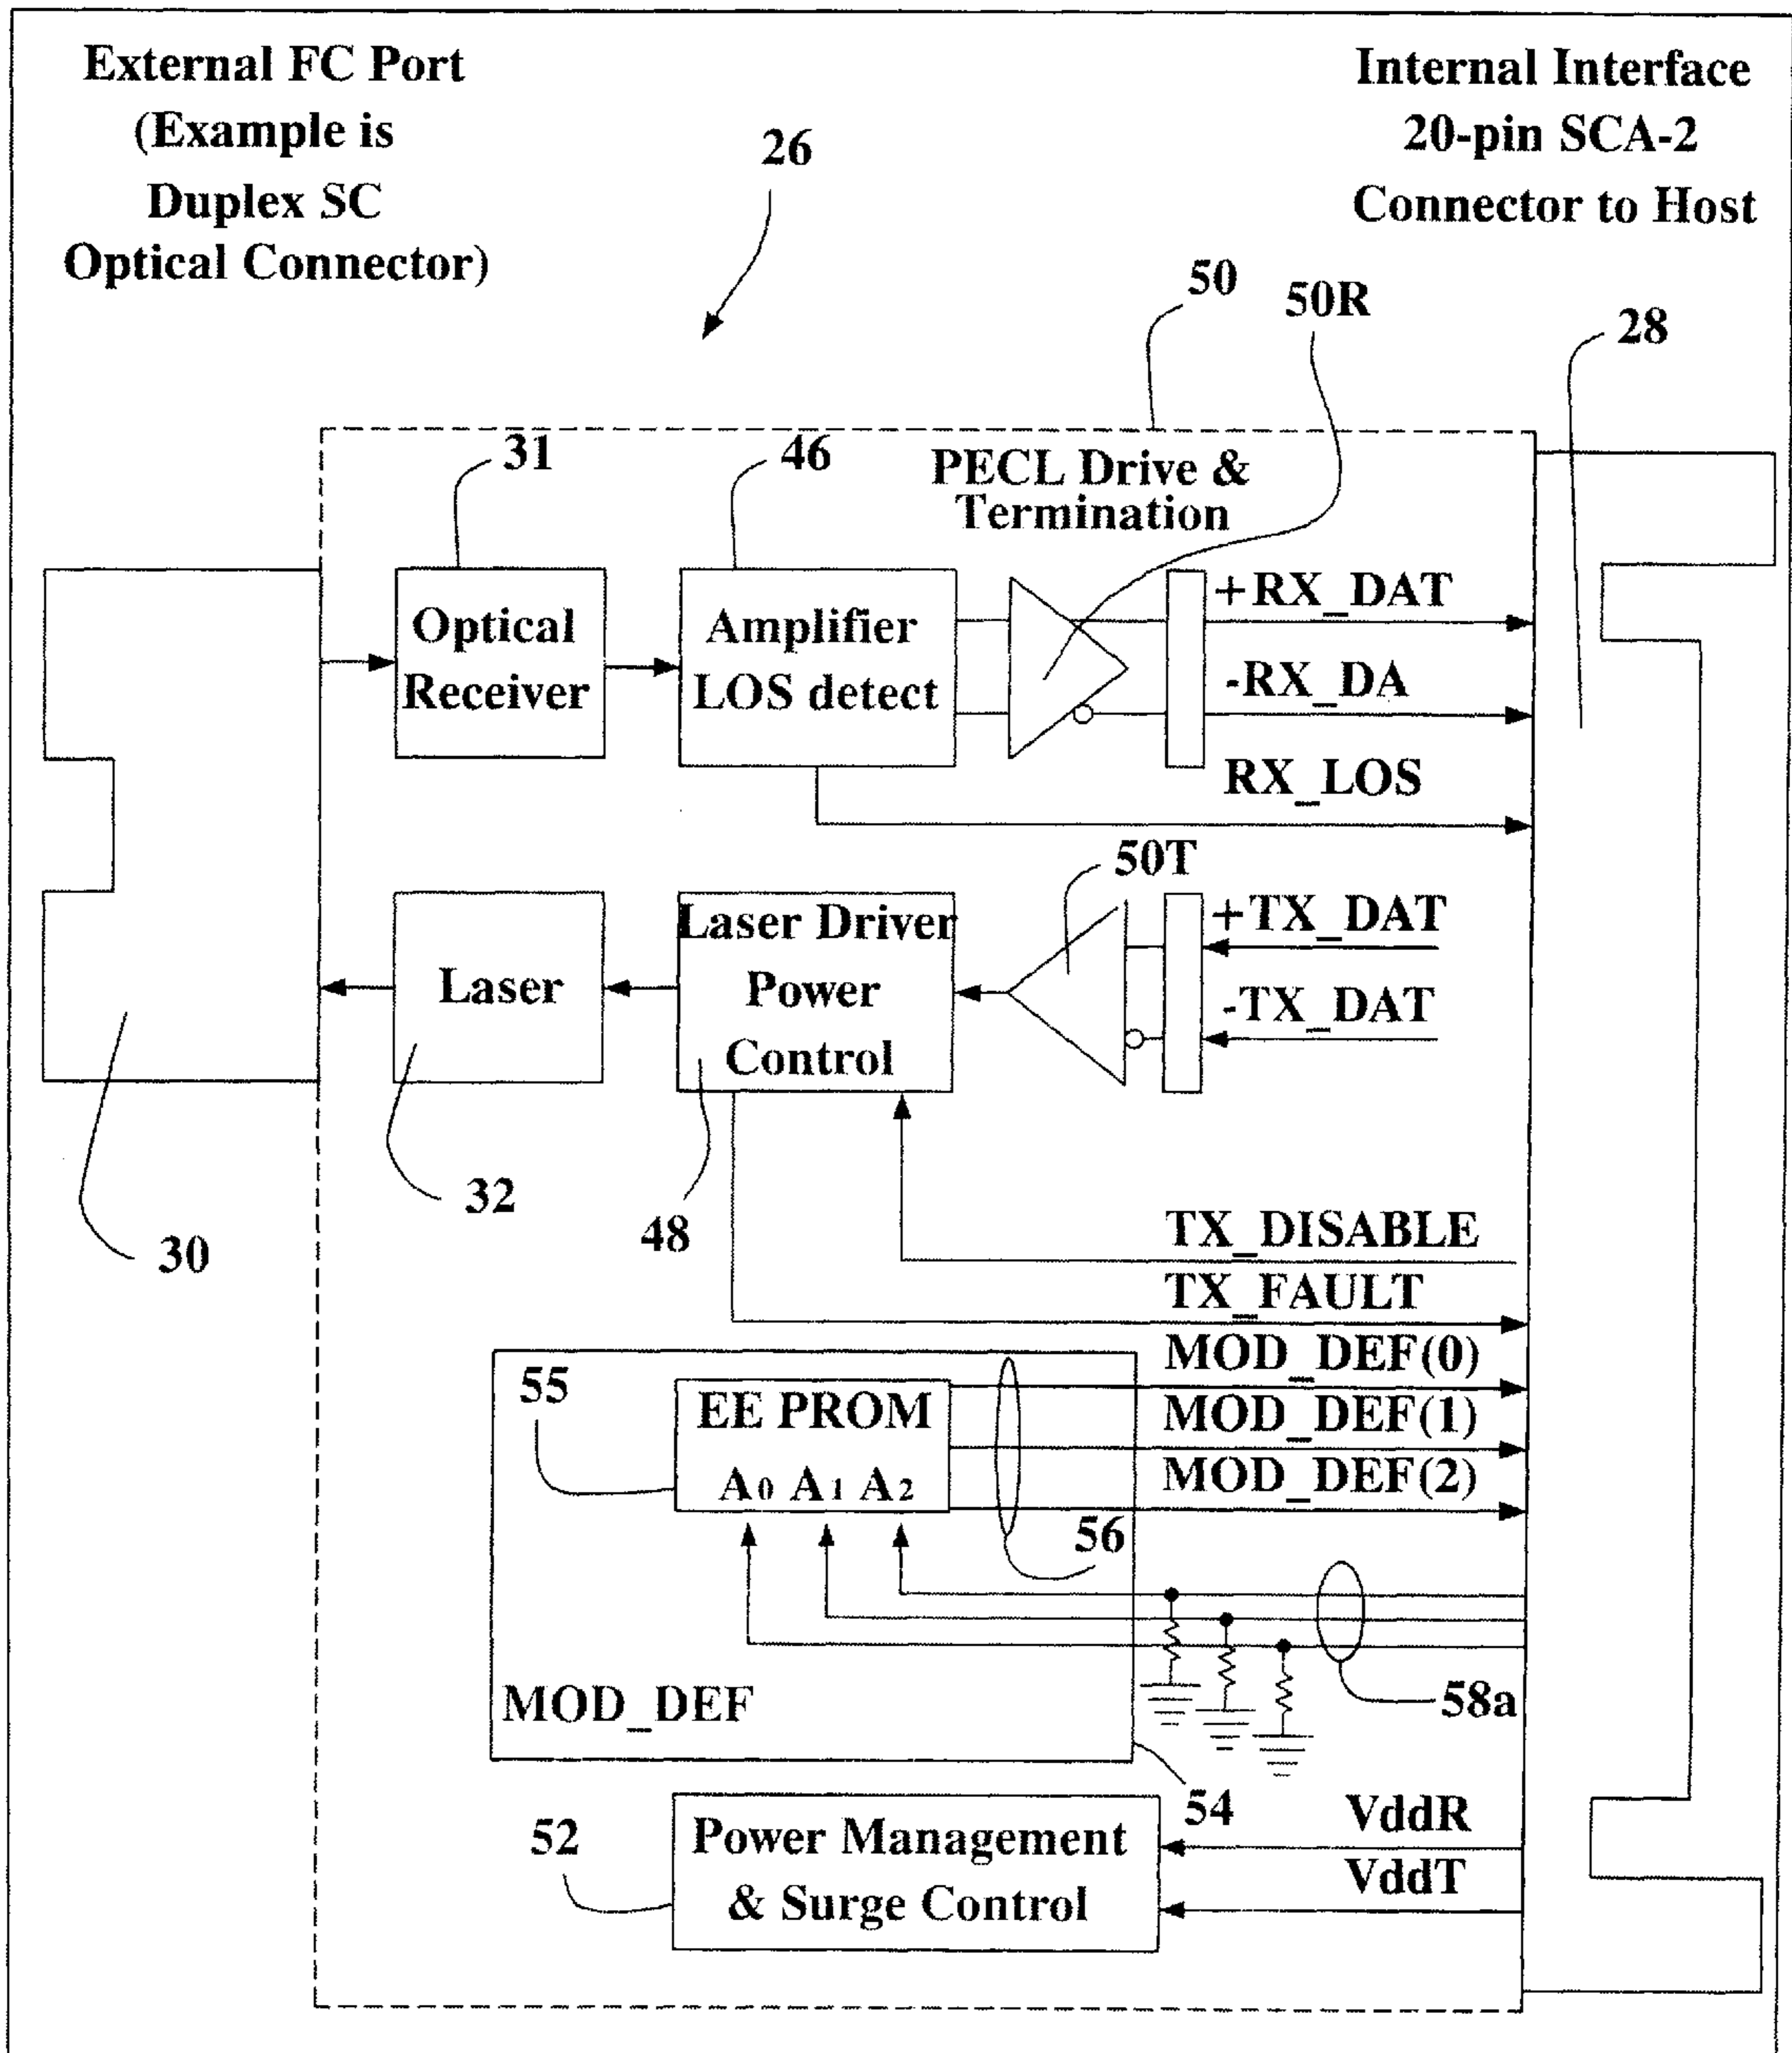 External FC Port
(Example is
Duplex SC
Optical Connector)
Internal Interface
20-pin SCA-2
Connector to Host
26
50
50R
28
31
46
PECL Drive &
Termination
Optical
Receiver
Amplifier
LOS detect
+RX_DAT
-RX_DA
RX_LOS
50T
Laser
Laser Driver
Power
Control
+TX_DAT
-TX_DAT
30
32
48
TX_DISABLE
TX_FAULT
MOD_DEF(0)
MOD_DEF(1)
MOD_DEF(2)
55
EE PROM
A0 A1 A2
56
58a
MOD_DEF
54
52
Power Management
& Surge Control
VddR
VddT